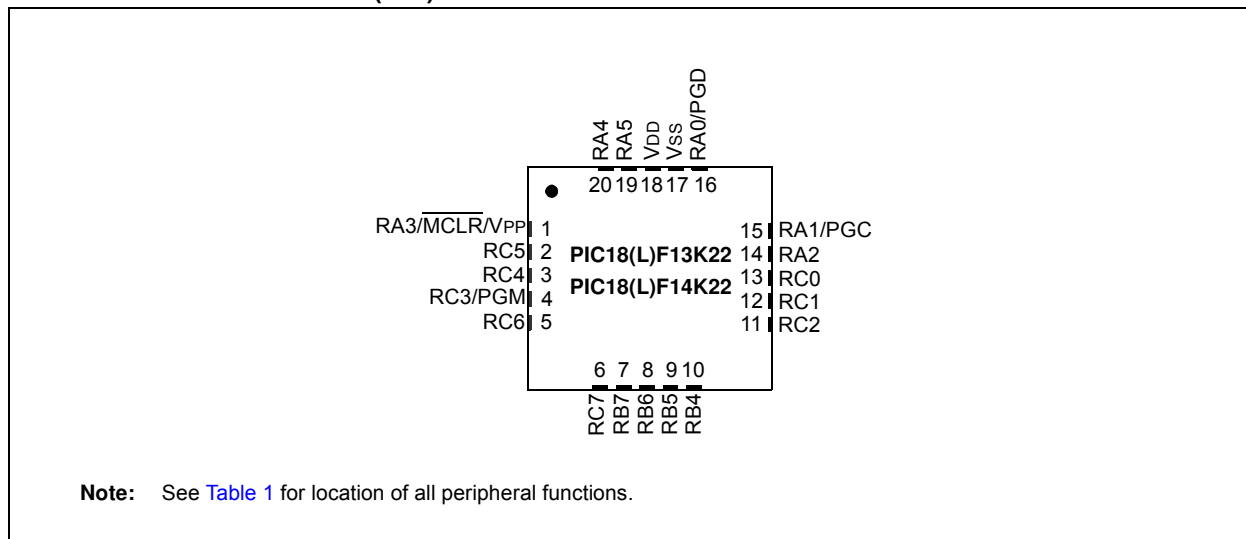 RA4
RA5
VDD
VSS
RA0/PGD
20 19 18 17 16
RA3/MCLR/VPP 1
RC5 2
RC4 3
RC3/PGM 4
RC6 5
PIC18(L)F13K22
PIC18(L)F14K22
15 RA1/PGC
14 RA2
13 RC0
12 RC1
11 RC2
6 7 8 9 10
RC7
RB7
RB6
RB5
RB4
Note: See Table 1 for location of all peripheral functions.